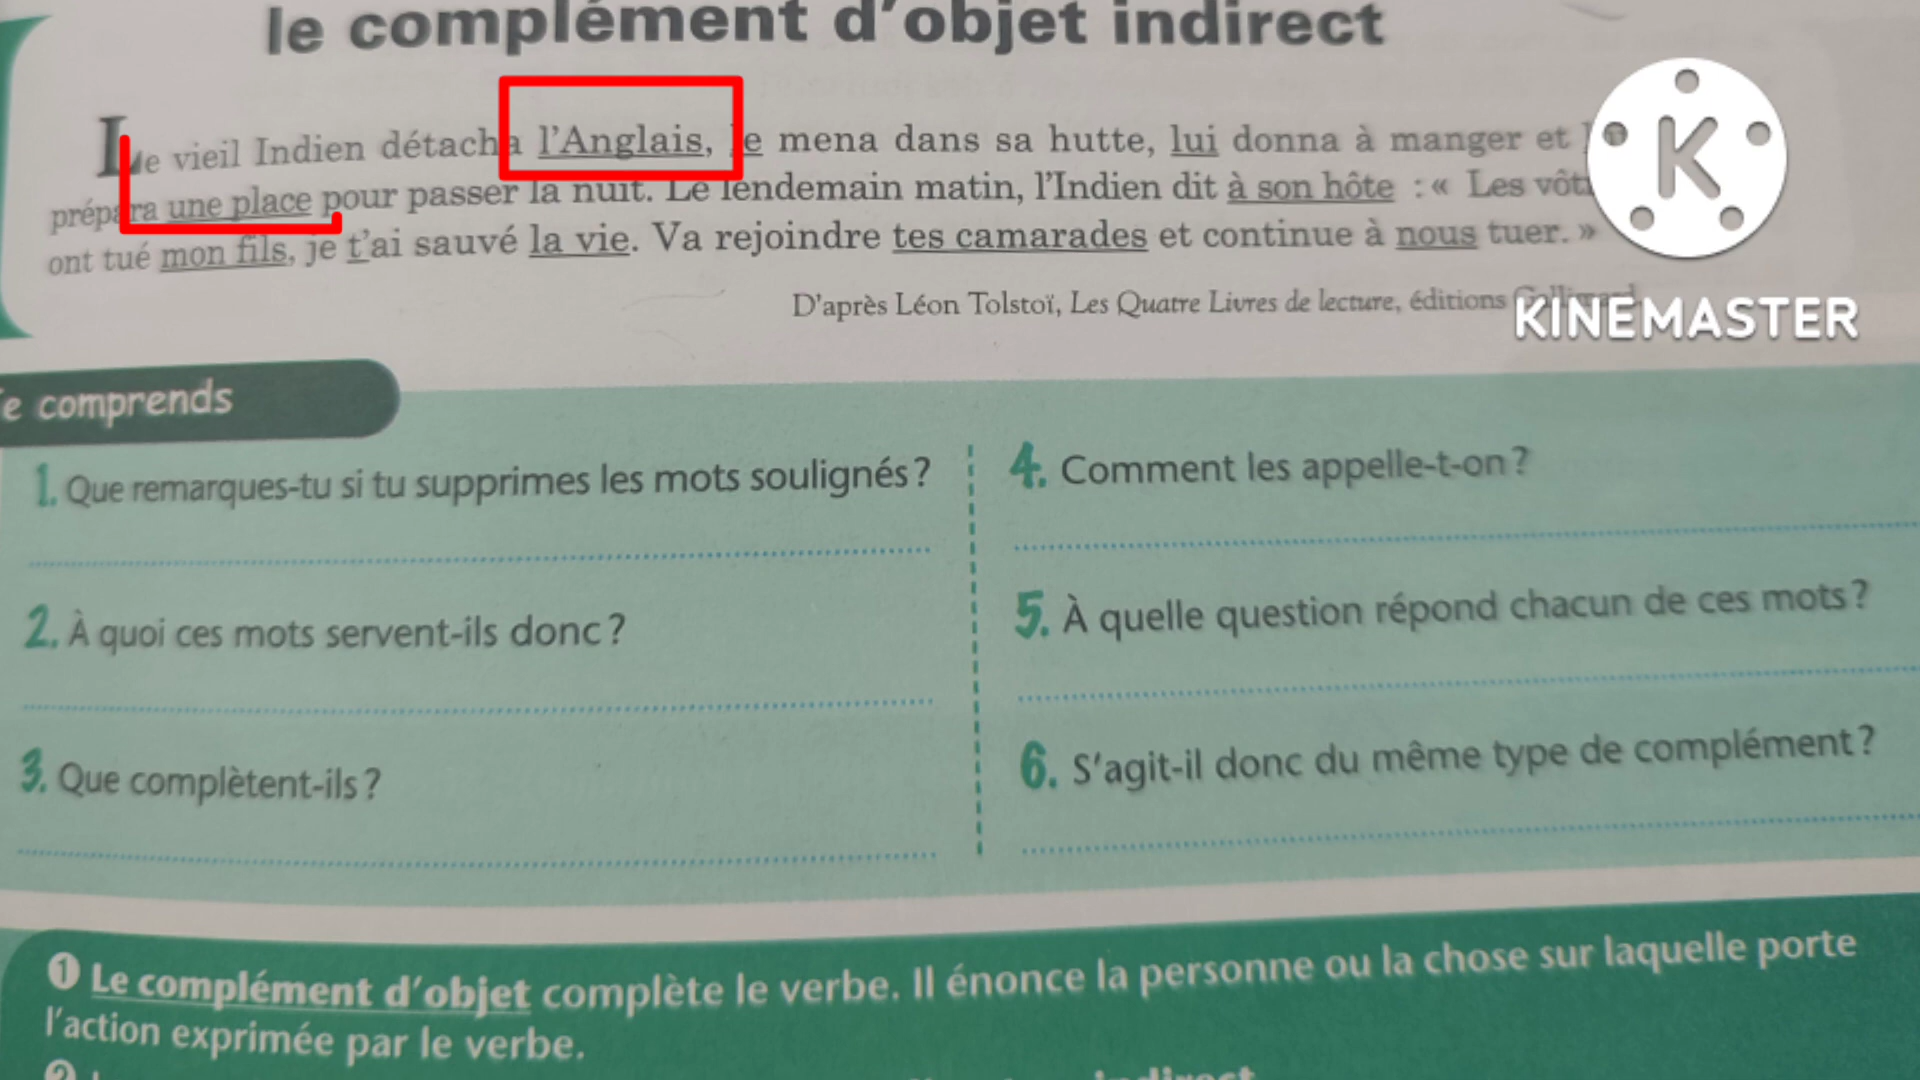 le complément d'objet indirect
Le vieil Indien détacha l'Anglais, le mena dans sa hutte, lui donna à manger et
prépara une place pour passer la nuit. Le lendemain matin, l'Indien dit à son hôte : « Les
ont tué mon fils, je t'ai sauvé la vie. Va rejoindre tes camarades et continue à nous tuer. »
D'après Léon Tolstoï, Les Quatre Livres de lecture, éditions
K
KINEMASTER
e comprends
1. Que remarques-tu si tu supprimes les mots soulignés ?
2. À quoi ces mots servent-ils donc ?
3. Que complètent-ils ?
4. Comment les appelle-t-on ?
5. À quelle question répond chacun de ces mots ?
6. S'agit-il donc du même type de complément ?
1 Le complément d'objet complète le verbe. Il énonce la personne ou la chose sur laquelle porte
l'action exprimée par le verbe.